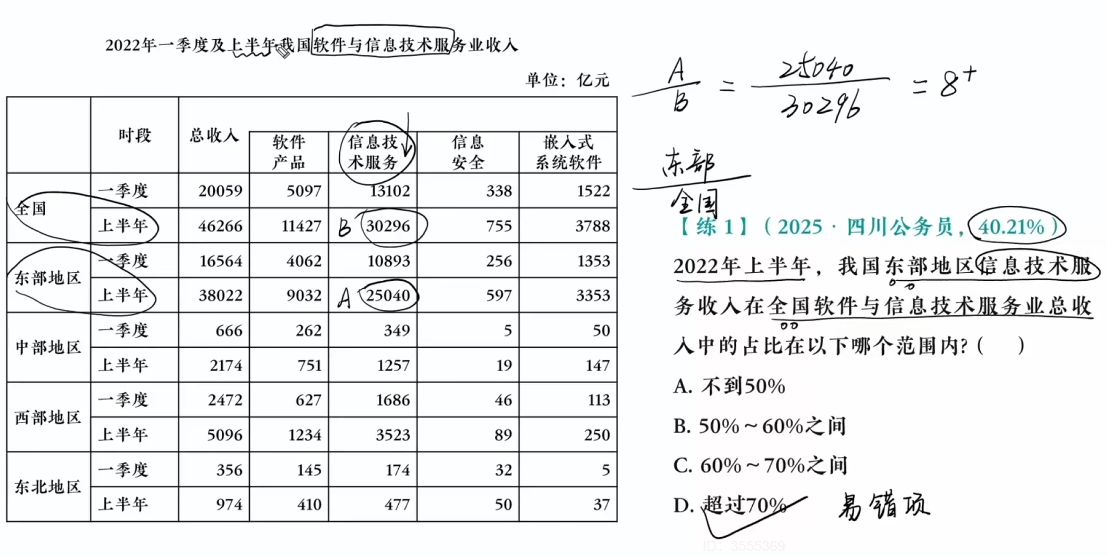 2022年一季度及上半年我国软件与信息技术服务业收入
单位：亿元
时段 总收入 软件产品 信息技术服务 信息安全 嵌入式系统软件
全国 一季度 20059 5097 13102 338 1522
上半年 46266 11427 B 30296 755 3788
东部地区 一季度 16564 4062 10893 256 1353
上半年 38022 9032 A 25040 597 3353
中部地区 一季度 666 262 349 5 50
上半年 2174 751 1257 19 147
西部地区 一季度 2472 627 1686 46 113
上半年 5096 1234 3523 89 250
东北地区 一季度 356 145 174 32 5
上半年 974 410 477 50 37
A/B = 25040/30296 = 8+
东部
全国
【练1】（2025·四川公务员，40.21%）
2022年上半年，我国东部地区信息技术服
务收入在全国软件与信息技术服务业总收
入中的占比在以下哪个范围内?（ ）
A. 不到50%
B. 50%~60%之间
C. 60%~70%之间
D. 超过70% 易错项
ID: 3555369